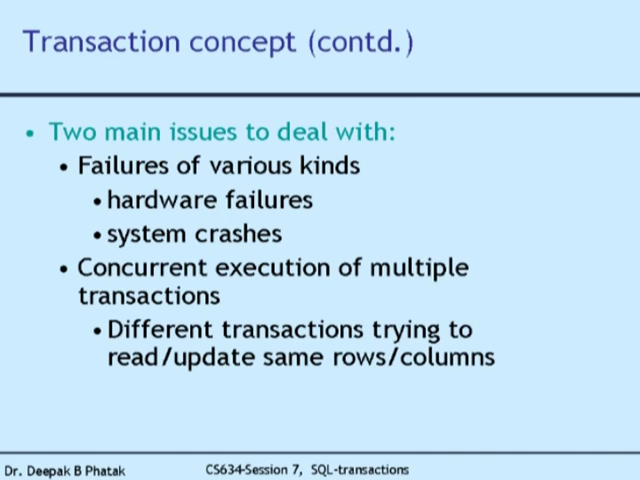 Transaction concept (contd.)
• Two main issues to deal with:
• Failures of various kinds
• hardware failures
• system crashes
• Concurrent execution of multiple
transactions
• Different transactions trying to
read/update same rows/columns
Dr. Deepak B Phatak
CS634-Session 7, SQL-transactions